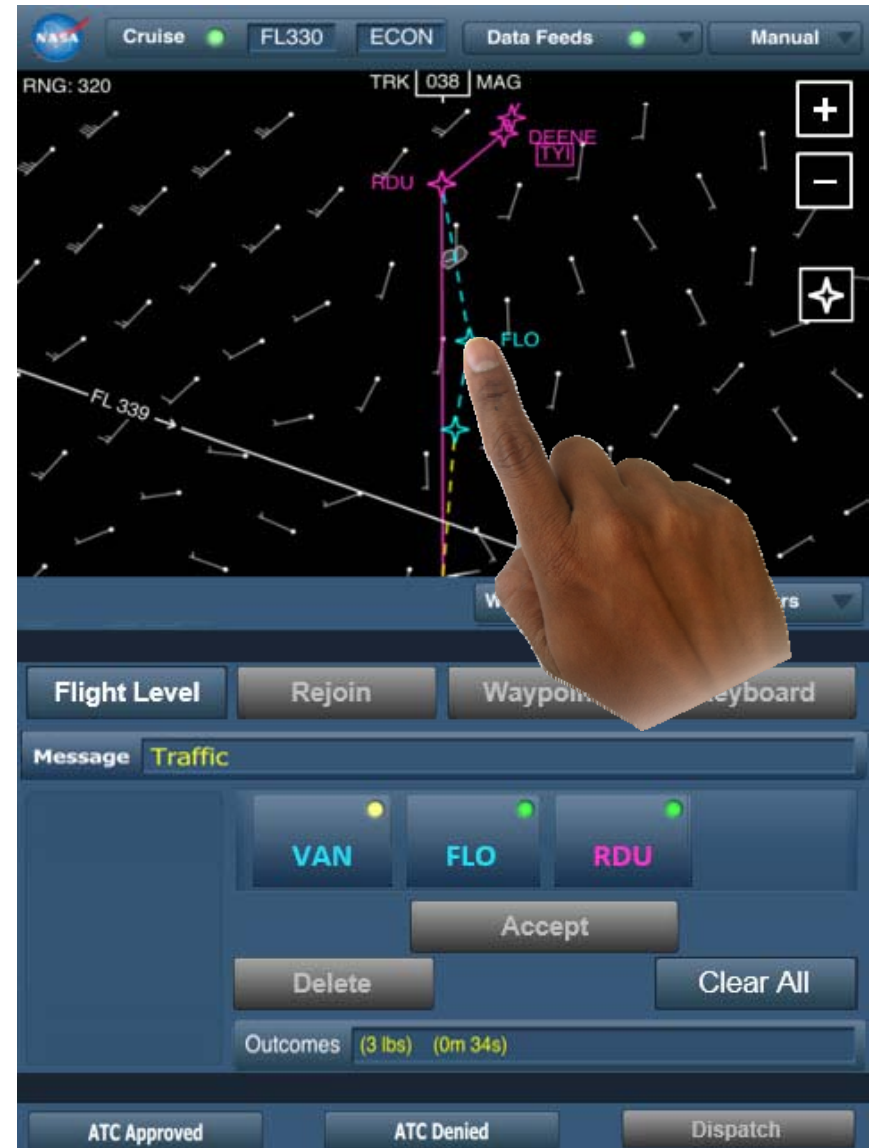 NASA Cruise FL330 ECON Data Feeds Manual
RNG: 320 TRK 038 MAG
+
DEENE
TYI
RDU
−
FLO
FL 339
Flight Level Rejoin
Message Traffic
VAN FLO RDU
Accept
Delete Clear All
Outcomes (3 lbs) (0m 34s)
ATC Approved ATC Denied Dispatch